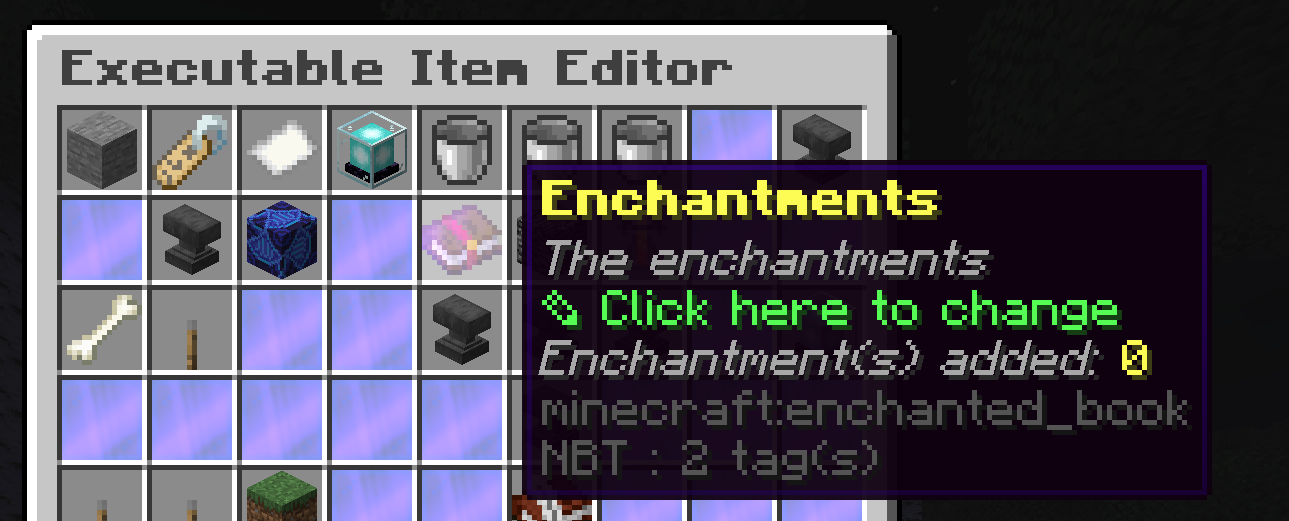 Executable Item Editor
Enchantments
The enchantments
✎ Click here to change
Enchantment(s) added: 0
minecraft:enchanted_book
NBT : 2 tag(s)